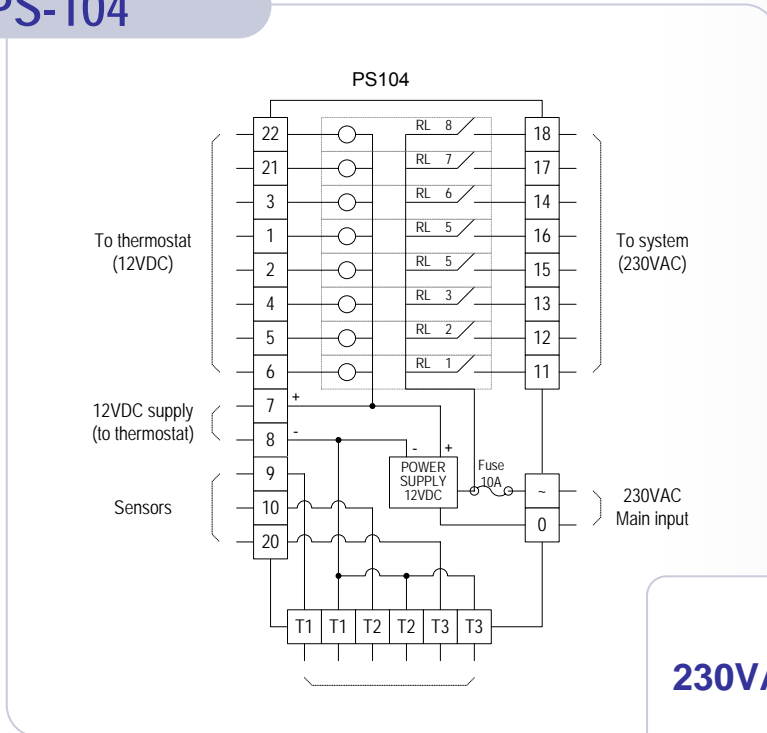 PS-104
PS104
22 RL 8 18
21 RL 7 17
3 RL 6 14
1 RL 5 16
2 RL 5 15
4 RL 3 13
5 RL 2 12
6 RL 1 11
To thermostat
(12VDC)
To system
(230VAC)
7 +
8 -
12VDC supply
(to thermostat)
- +
POWER
SUPPLY
12VDC
Fuse
10A
~
0
230VAC
Main input
9
10
20
Sensors
T1 T1 T2 T2 T3 T3
230VA